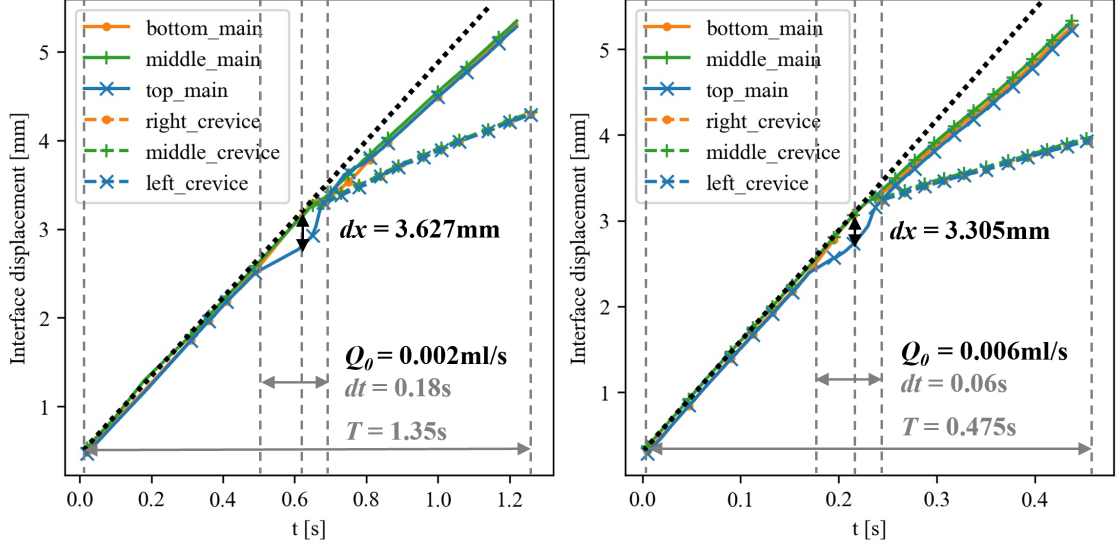 Interface displacement [mm]
5
4
3
2
1
bottom_main
middle_main
top_main
right_crevice
middle_crevice
left_crevice
dx = 3.627mm
Q0 = 0.002ml/s
dt = 0.18s
T = 1.35s
0.0 0.2 0.4 0.6 0.8 1.0 1.2
t [s]
Interface displacement [mm]
5
4
3
2
1
bottom_main
middle_main
top_main
right_crevice
middle_crevice
left_crevice
dx = 3.305mm
Q0 = 0.006ml/s
dt = 0.06s
T = 0.475s
0.0 0.1 0.2 0.3 0.4
t [s]